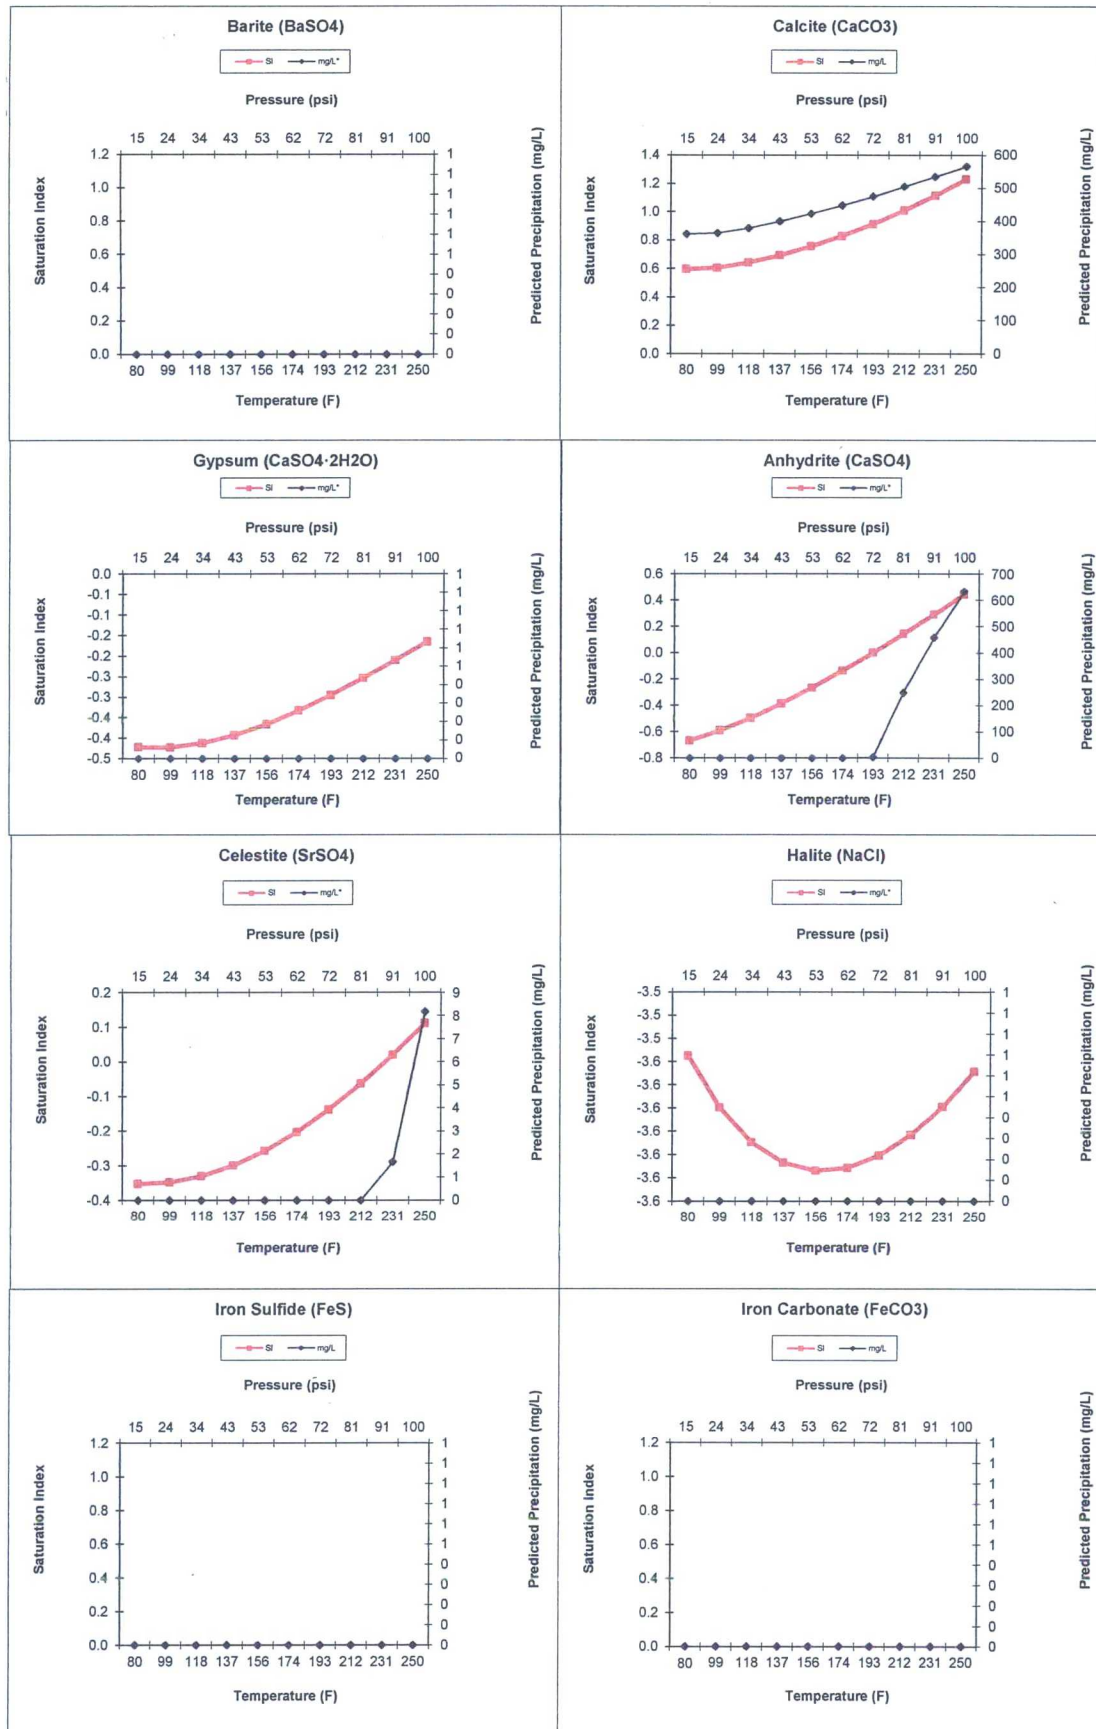 Barite (BaSO4)
SI mg/L*
Pressure (psi)
15 24 34 43 53 62 72 81 91 100
1.2
1.0
0.8
0.6
0.4
0.2
0.0
Saturation Index
1
1
1
1
1
1
0
0
0
0
0
Predicted Precipitation (mg/L)
80 99 118 137 156 174 193 212 231 250
Temperature (F)
Calcite (CaCO3)
SI mg/L
Pressure (psi)
15 24 34 43 53 62 72 81 91 100
1.4
1.2
1.0
0.8
0.6
0.4
0.2
0.0
Saturation Index
600
500
400
300
200
100
0
Predicted Precipitation (mg/L)
80 99 118 137 156 174 193 212 231 250
Temperature (F)
Gypsum (CaSO4·2H2O)
SI mg/L*
Pressure (psi)
15 24 34 43 53 62 72 81 91 100
0.0
-0.1
-0.1
-0.2
-0.2
-0.3
-0.3
-0.4
-0.4
-0.5
Saturation Index
1
1
1
1
1
1
0
0
0
0
0
Predicted Precipitation (mg/L)
80 99 118 137 156 174 193 212 231 250
Temperature (F)
Anhydrite (CaSO4)
SI mg/L*
Pressure (psi)
15 24 34 43 53 62 72 81 91 100
0.6
0.4
0.2
0.0
-0.2
-0.4
-0.6
-0.8
Saturation Index
700
600
500
400
300
200
100
0
Predicted Precipitation (mg/L)
80 99 118 137 156 174 193 212 231 250
Temperature (F)
Celestite (SrSO4)
SI mg/L*
Pressure (psi)
15 24 34 43 53 62 72 81 91 100
0.2
0.1
0.0
-0.1
-0.2
-0.3
-0.4
Saturation Index
9
8
7
6
5
4
3
2
1
0
Predicted Precipitation (mg/L)
80 99 118 137 156 174 193 212 231 250
Temperature (F)
Halite (NaCl)
SI mg/L*
Pressure (psi)
15 24 34 43 53 62 72 81 91 100
-3.5
-3.5
-3.5
-3.6
-3.6
-3.6
-3.6
-3.6
-3.6
-3.6
Saturation Index
1
1
1
1
1
1
0
0
0
0
0
Predicted Precipitation (mg/L)
80 99 118 137 156 174 193 212 231 250
Temperature (F)
Iron Sulfide (FeS)
SI mg/L
Pressure (psi)
15 24 34 43 53 62 72 81 91 100
1.2
1.0
0.8
0.6
0.4
0.2
0.0
Saturation Index
1
1
1
1
1
1
0
0
0
0
0
Predicted Precipitation (mg/L)
80 99 118 137 156 174 193 212 231 250
Temperature (F)
Iron Carbonate (FeCO3)
SI mg/L
Pressure (psi)
15 24 34 43 53 62 72 81 91 100
1.2
1.0
0.8
0.6
0.4
0.2
0.0
Saturation Index
1
1
1
1
1
1
0
0
0
0
0
Predicted Precipitation (mg/L)
80 99 118 137 156 174 193 212 231 250
Temperature (F)